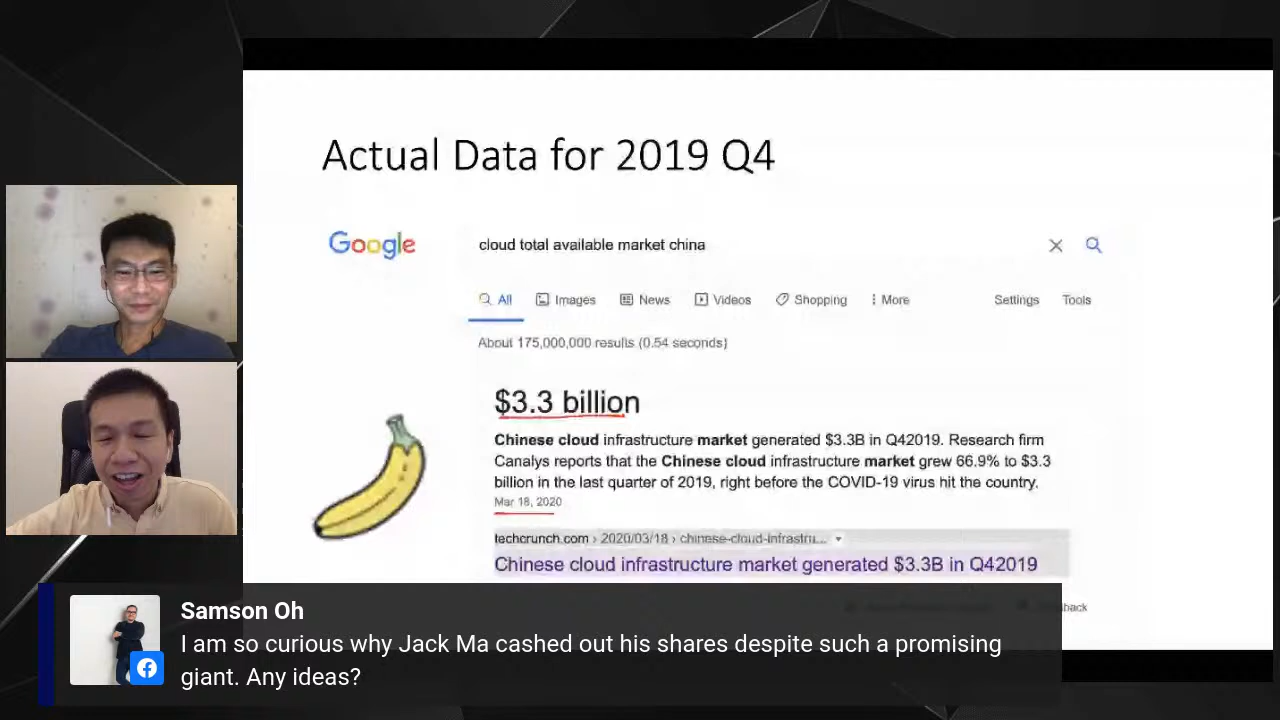 Actual Data for 2019 Q4
Google
cloud total available market china
All
Images
News
Videos
Shopping
More
Settings
Tools
About 175,000,000 results (0.54 seconds)
$3.3 billion
Chinese cloud infrastructure market generated $3.3B in Q42019. Research firm
Canalys reports that the Chinese cloud infrastructure market grew 66.9% to $3.3
billion in the last quarter of 2019, right before the COVID-19 virus hit the country.
Mar 18, 2020
techcrunch.com › 2020/03/18 › chinese-cloud-infrastru...
Chinese cloud infrastructure market generated $3.3B in Q42019
Samson Oh
I am so curious why Jack Ma cashed out his shares despite such a promising
giant. Any ideas?